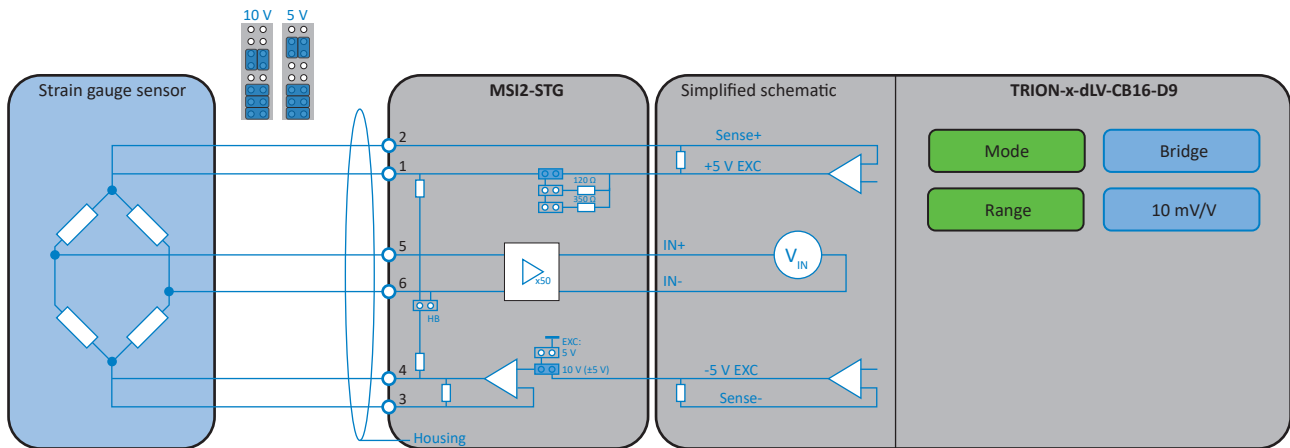 10 V 5 V
Strain gauge sensor
MSI2-STG
Simplified schematic
TRION-x-dLV-CB16-D9
2
Sense+
Mode
Bridge
1
+5 V EXC
120 Ω
350 Ω
Range
10 mV/V
5
IN+
x50
V IN
6
IN-
HB
EXC:
5 V
4
10 V (±5 V)
-5 V EXC
3
Sense-
Housing